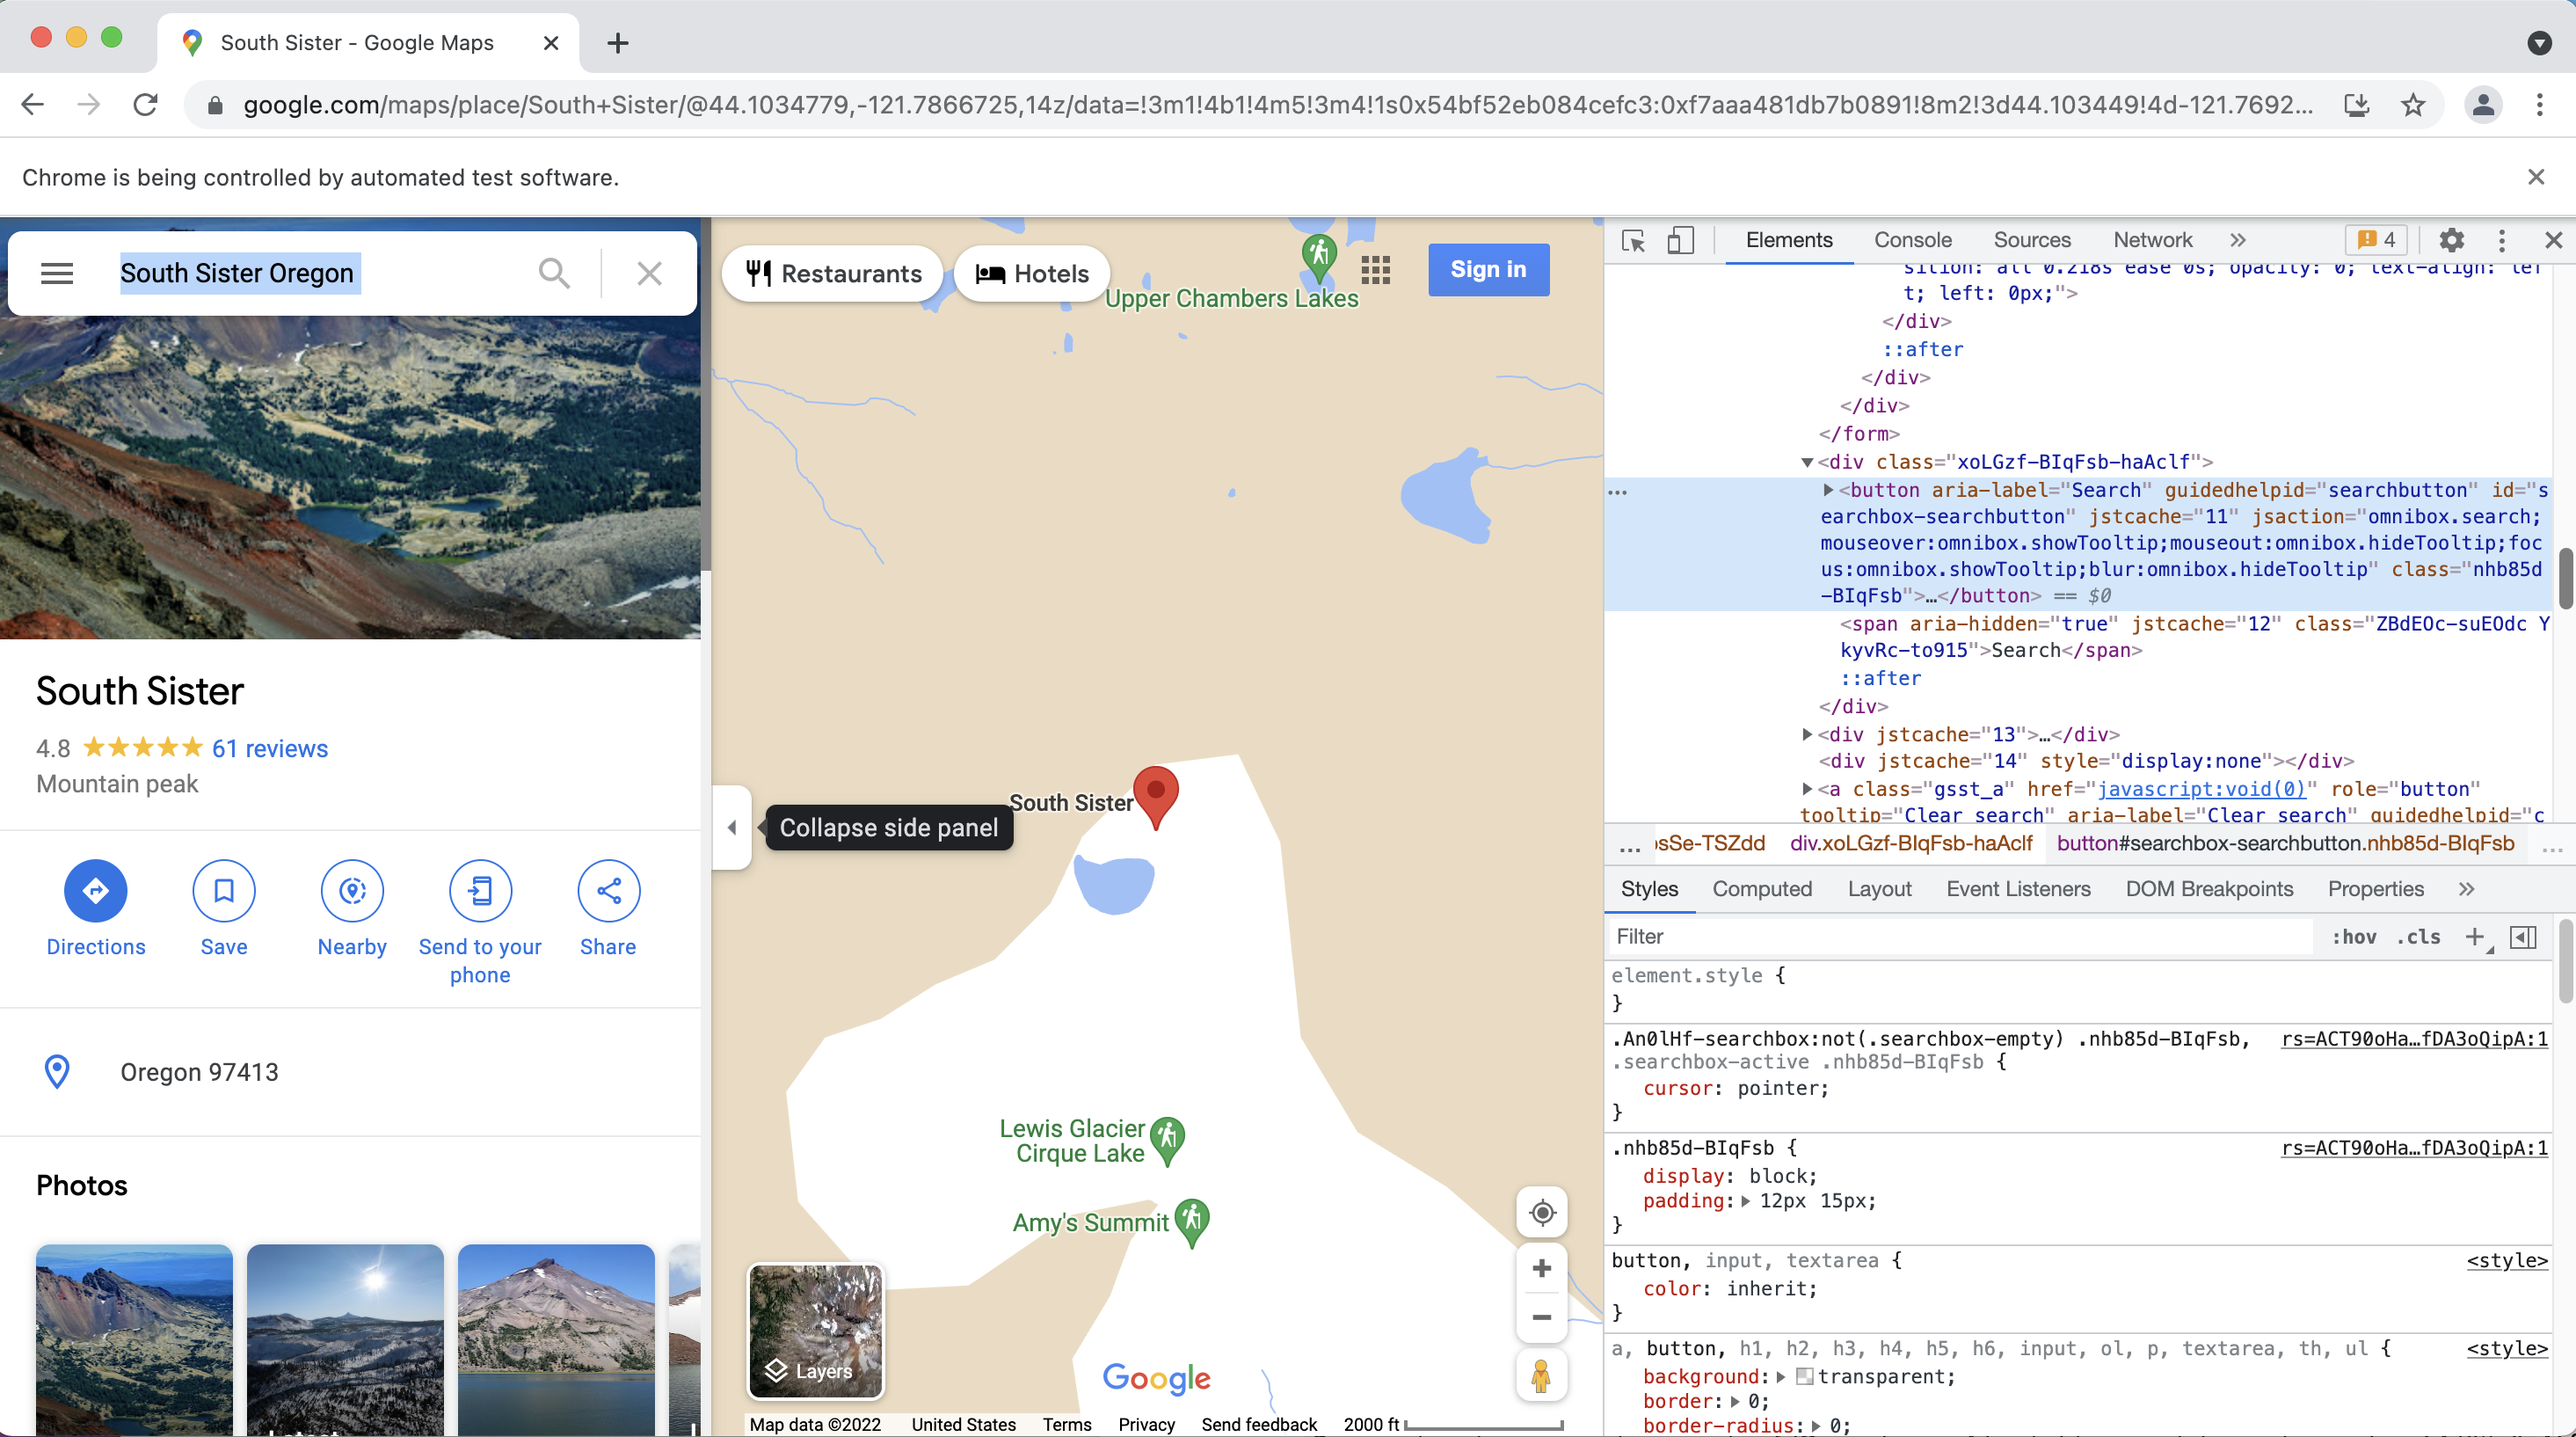 South Sister - Google Maps
google.com/maps/place/South+Sister/@44.1034779,-121.7866725,14z/data=!3m1!4b1!4m5!3m4!1s0x54bf52eb084cefc3:0xf7aaa481db7b0891!8m2!3d44.103449!4d-121.7692...
Chrome is being controlled by automated test software.
South Sister Oregon
South Sister
4.8 61 reviews
Mountain peak
Directions
Save
Nearby
Send to your
phone
Share
Oregon 97413
Photos
Restaurants
Hotels
Upper Chambers Lakes
Sign in
South Sister
Collapse side panel
Lewis Glacier
Cirque Lake
Amy's Summit
Layers
Google
Map data ©2022 United States Terms Privacy Send feedback 2000 ft
Elements Console Sources Network 4
sition: all 0.218s ease 0s; opacity: 0; text-align: lef
t; left: 0px;">
</div>
::after
</div>
</div>
</form>
<div class="xoLGzf-BIqFsb-haAclf">
<button aria-label="Search" guidedhelpid="searchbutton" id="s
earchbox-searchbutton" jstcache="11" jsaction="omnibox.search;
mouseover:omnibox.showTooltip;mouseout:omnibox.hideTooltip;foc
us:omnibox.showTooltip;blur:omnibox.hideTooltip" class="nhb85d
-BIqFsb">…</button> == $0
<span aria-hidden="true" jstcache="12" class="ZBdEOc-suEOdc Y
kyvRc-to915">Search</span>
::after
</div>
<div jstcache="13">…</div>
<div jstcache="14" style="display:none"></div>
<a class="gsst_a" href="javascript:void(0)" role="button"
tooltip="Clear search" aria-label="Clear search" guidedhelpid="c
... sSe-TSZdd div.xoLGzf-BIqFsb-haAclf button#searchbox-searchbutton.nhb85d-BIqFsb ...
Styles Computed Layout Event Listeners DOM Breakpoints Properties
Filter :hov .cls
element.style {
}
.An0lHf-searchbox:not(.searchbox-empty) .nhb85d-BIqFsb, rs=ACT90oHa…fDA3oQipA:1
.searchbox-active .nhb85d-BIqFsb {
cursor: pointer;
}
.nhb85d-BIqFsb { rs=ACT90oHa…fDA3oQipA:1
display: block;
padding: 12px 15px;
}
button, input, textarea { <style>
color: inherit;
}
a, button, h1, h2, h3, h4, h5, h6, input, ol, p, textarea, th, ul { <style>
background: transparent;
border: 0;
border-radius: 0;